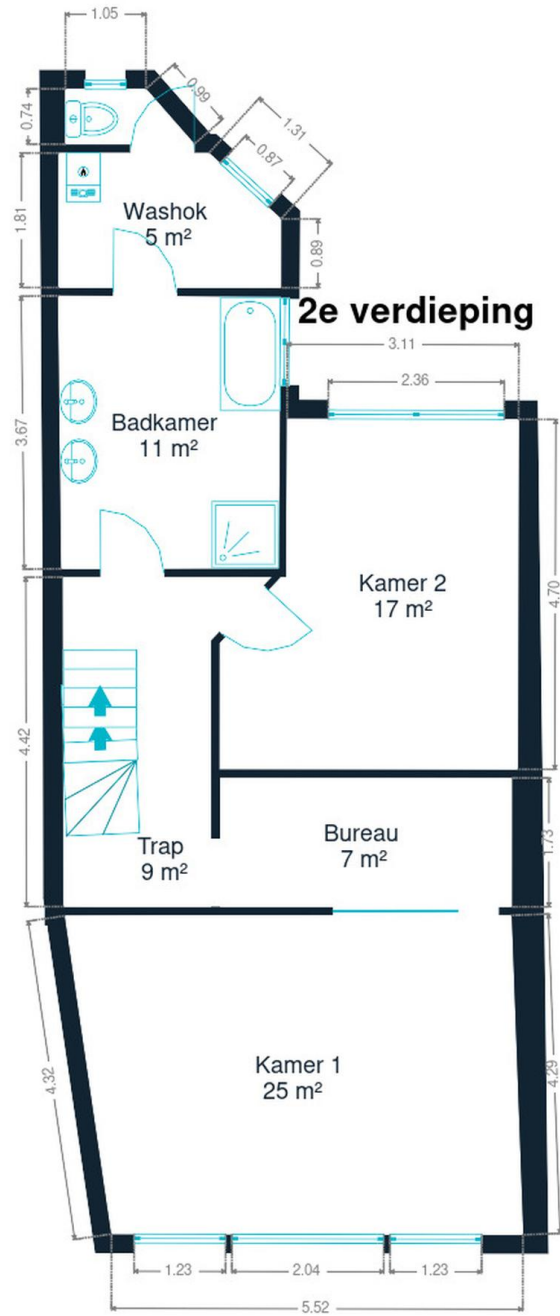 1.05
0.99
1.31
0.87
0.74
1.81
Washok
5 m²
0.89
2e verdieping
3.11
2.36
3.67
Badkamer
11 m²
Kamer 2
17 m²
4.70
4.42
Trap
9 m²
Bureau
7 m²
1.73
Kamer 1
25 m²
4.32
4.29
1.23
2.04
1.23
5.52